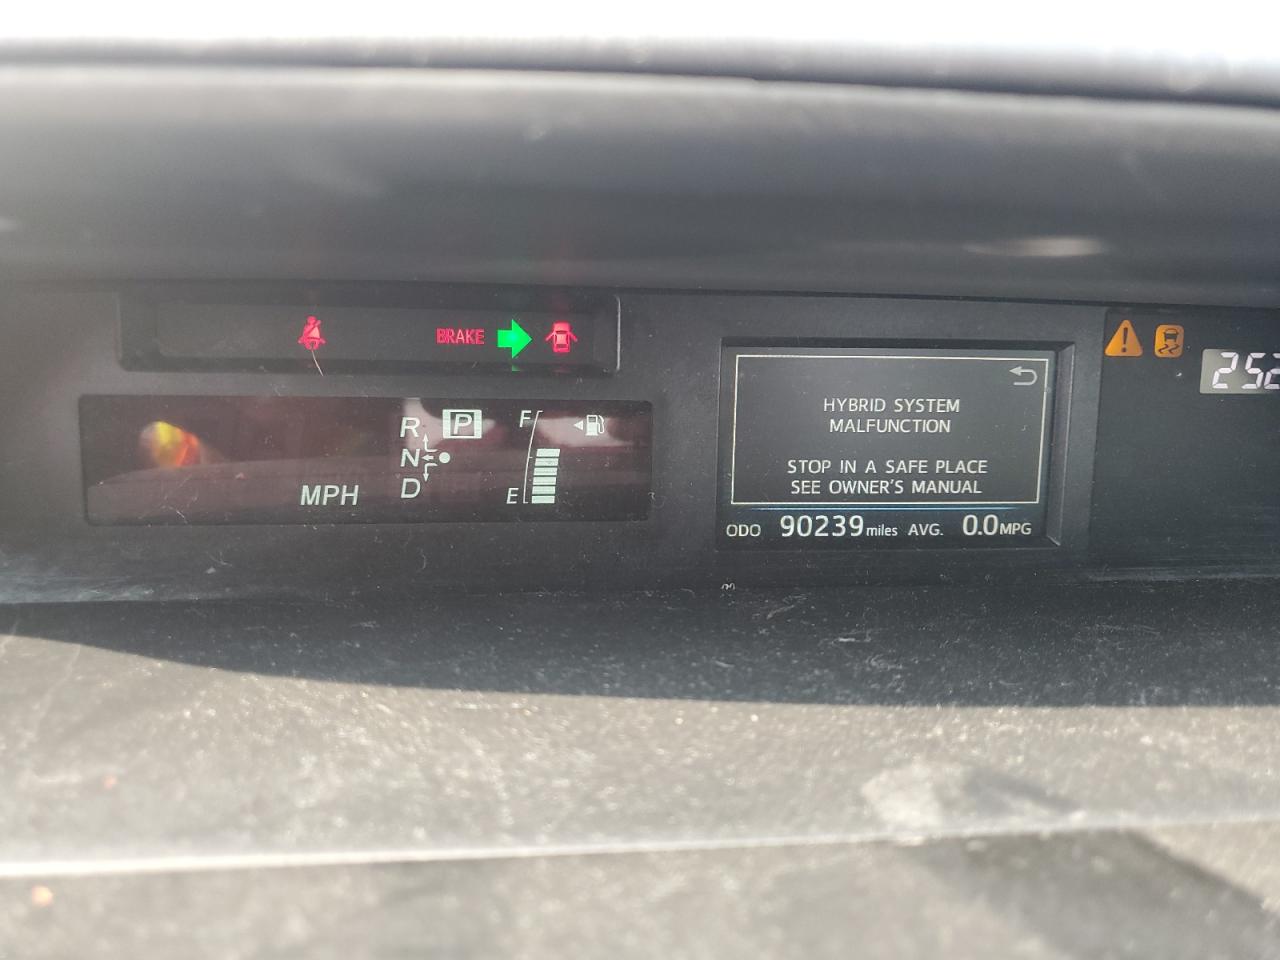 BRAKE
R P
N
D
MPH
F
E
HYBRID SYSTEM
MALFUNCTION
STOP IN A SAFE PLACE
SEE OWNER'S MANUAL
ODO 90239 miles AVG. 0.0 MPG
252